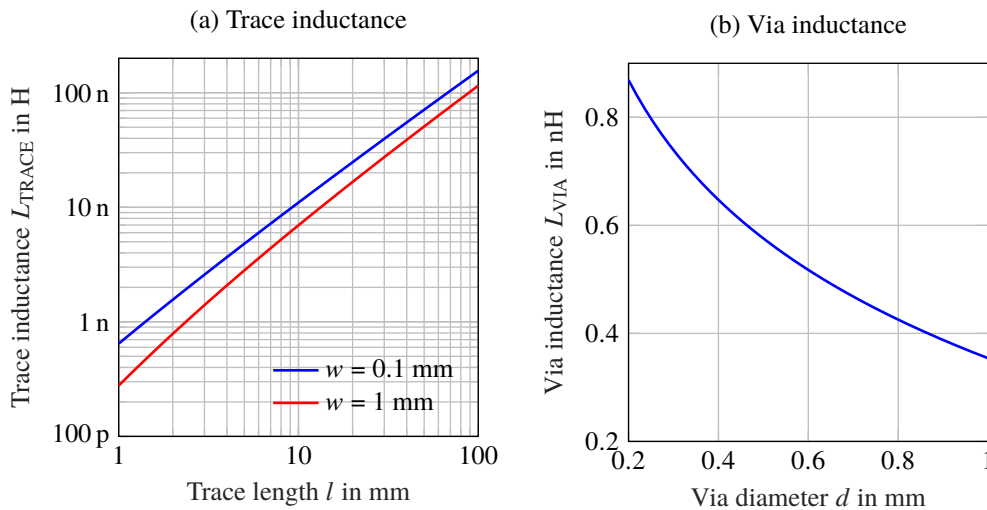 (a) Trace inductance
Trace inductance L_TRACE in H
100 n
10 n
1 n
100 p
1
10
100
w = 0.1 mm
w = 1 mm
Trace length l in mm
(b) Via inductance
Via inductance L_VIA in nH
0.8
0.6
0.4
0.2
0.2
0.4
0.6
0.8
1
Via diameter d in mm